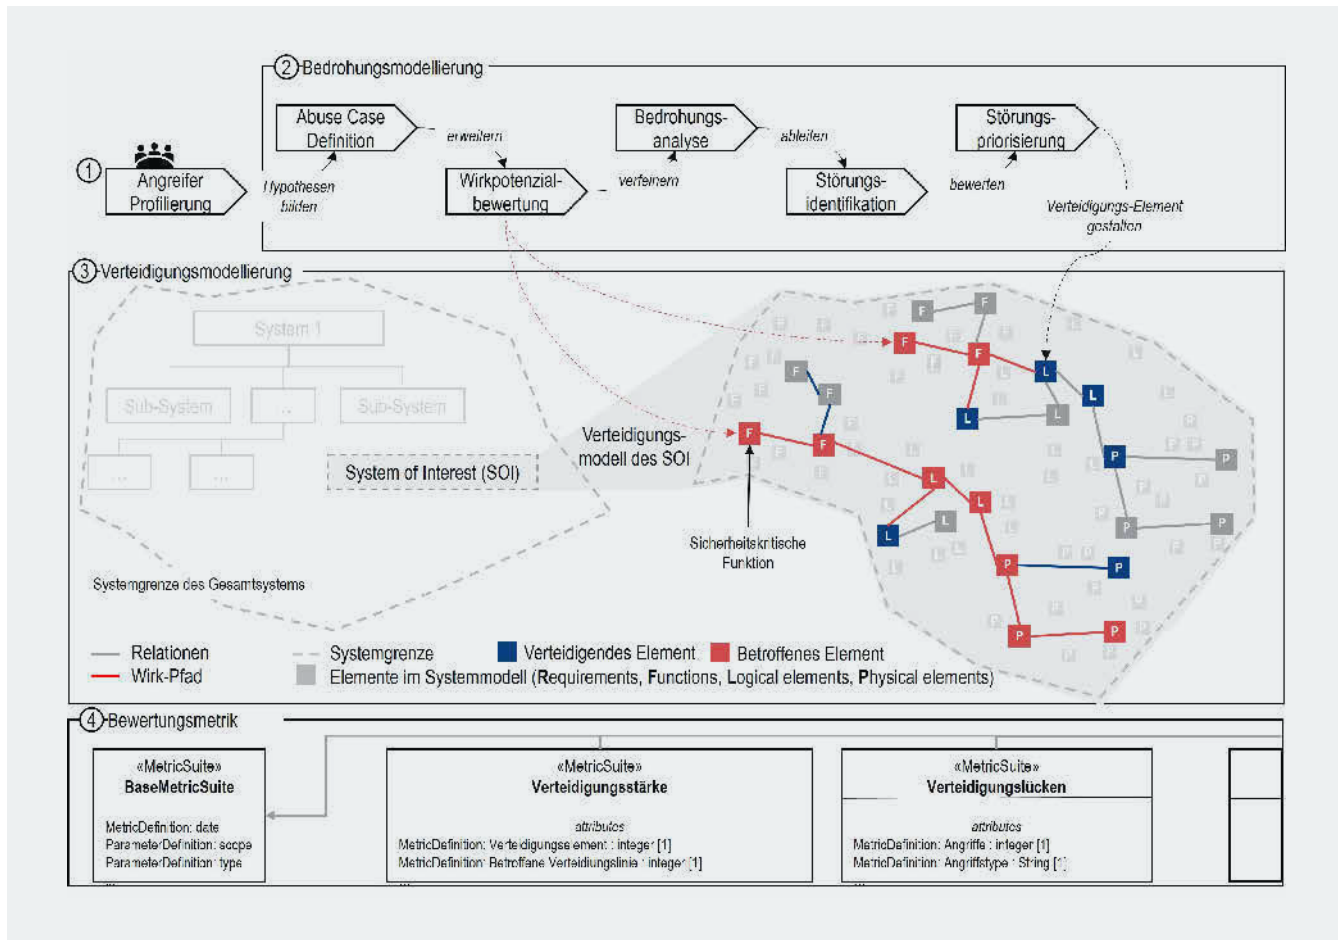 2 Bedrohungsmodellierung
Abuse Case
Definition
erweitern
Bedrohungs-
analyse
ableiten
Störungs-
priorisierung
1
Angreifer
Profilierung
Hypothesen
bilden
Wirkpotenzial-
bewertung
verfeinern
Störungs-
identifikation
bewerten
Verteidigungs-Element
gestalten
3 Verteidigungsmodellierung
System 1
Sub-System
..
Sub-System
...
...
System of Interest (SOI)
Verteidigungs-
modell des SOI
F
F
F
F
F
F
F
F
L
L
L
L
L
L
L
L
P
P
P
P
P
P
P
P
Sicherheitskritische
Funktion
Systemgrenze des Gesamtsystems
Relationen
Wirk-Pfad
Systemgrenze
Verteidigendes Element
Betroffenes Element
Elemente im Systemmodell (Requirements, Functions, Logical elements, Physical elements)
4 Bewertungsmetrik
«MetricSuite»
BaseMetricSuite
MetricDefinition: date
ParameterDefinition: scope
ParameterDefinition: type
...
«MetricSuite»
Verteidigungsstärke
attributes
MetricDefinition: Verteidigungselement : integer [1]
MetricDefinition: Betroffane Verteidiungslinie : integer [1]
...
«MetricSuite»
Verteidigungslücken
attributes
MetricDefinition: Angriffe : integer [1]
MetricDefinition: Angriffstype : String [1]
...